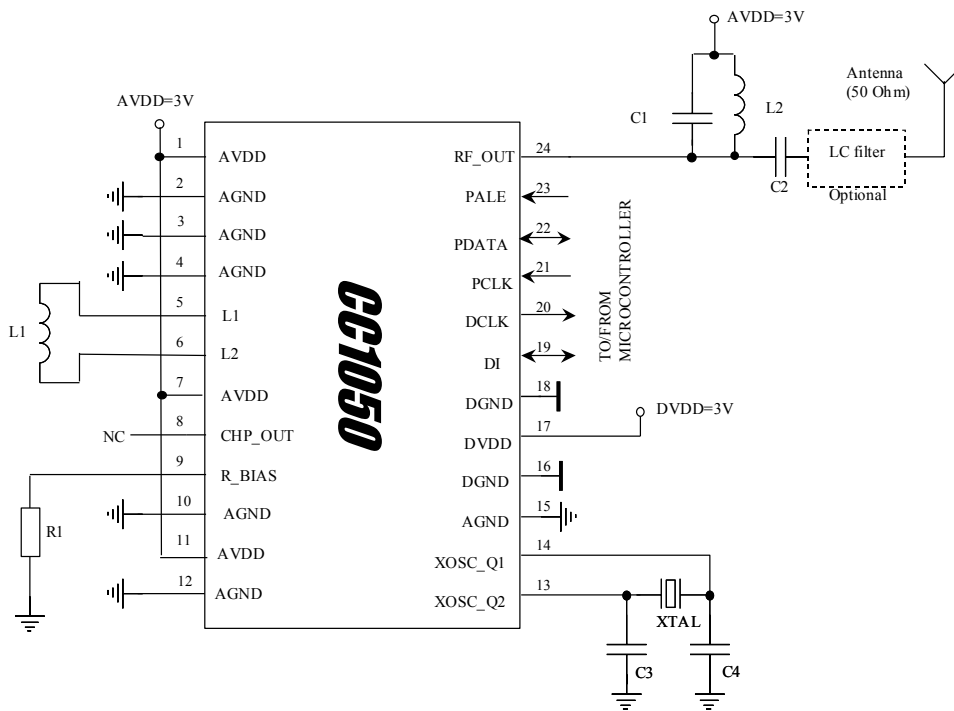 AVDD=3V
Antenna
(50 Ohm)
C1
L2
LC filter
C2
Optional
AVDD=3V
1
AVDD
2
AGND
3
AGND
4
AGND
5
L1
L1
6
L2
7
AVDD
NC
8
CHP_OUT
9
R_BIAS
R1
10
AGND
11
AVDD
12
AGND
CC1050
RF_OUT
24
PALE
23
PDATA
22
PCLK
21
DCLK
20
DI
19
TO/FROM
MICROCONTROLLER
DGND
18
DVDD
17
DVDD=3V
DGND
16
AGND
15
XOSC_Q1
14
XOSC_Q2
13
XTAL
C3
C4